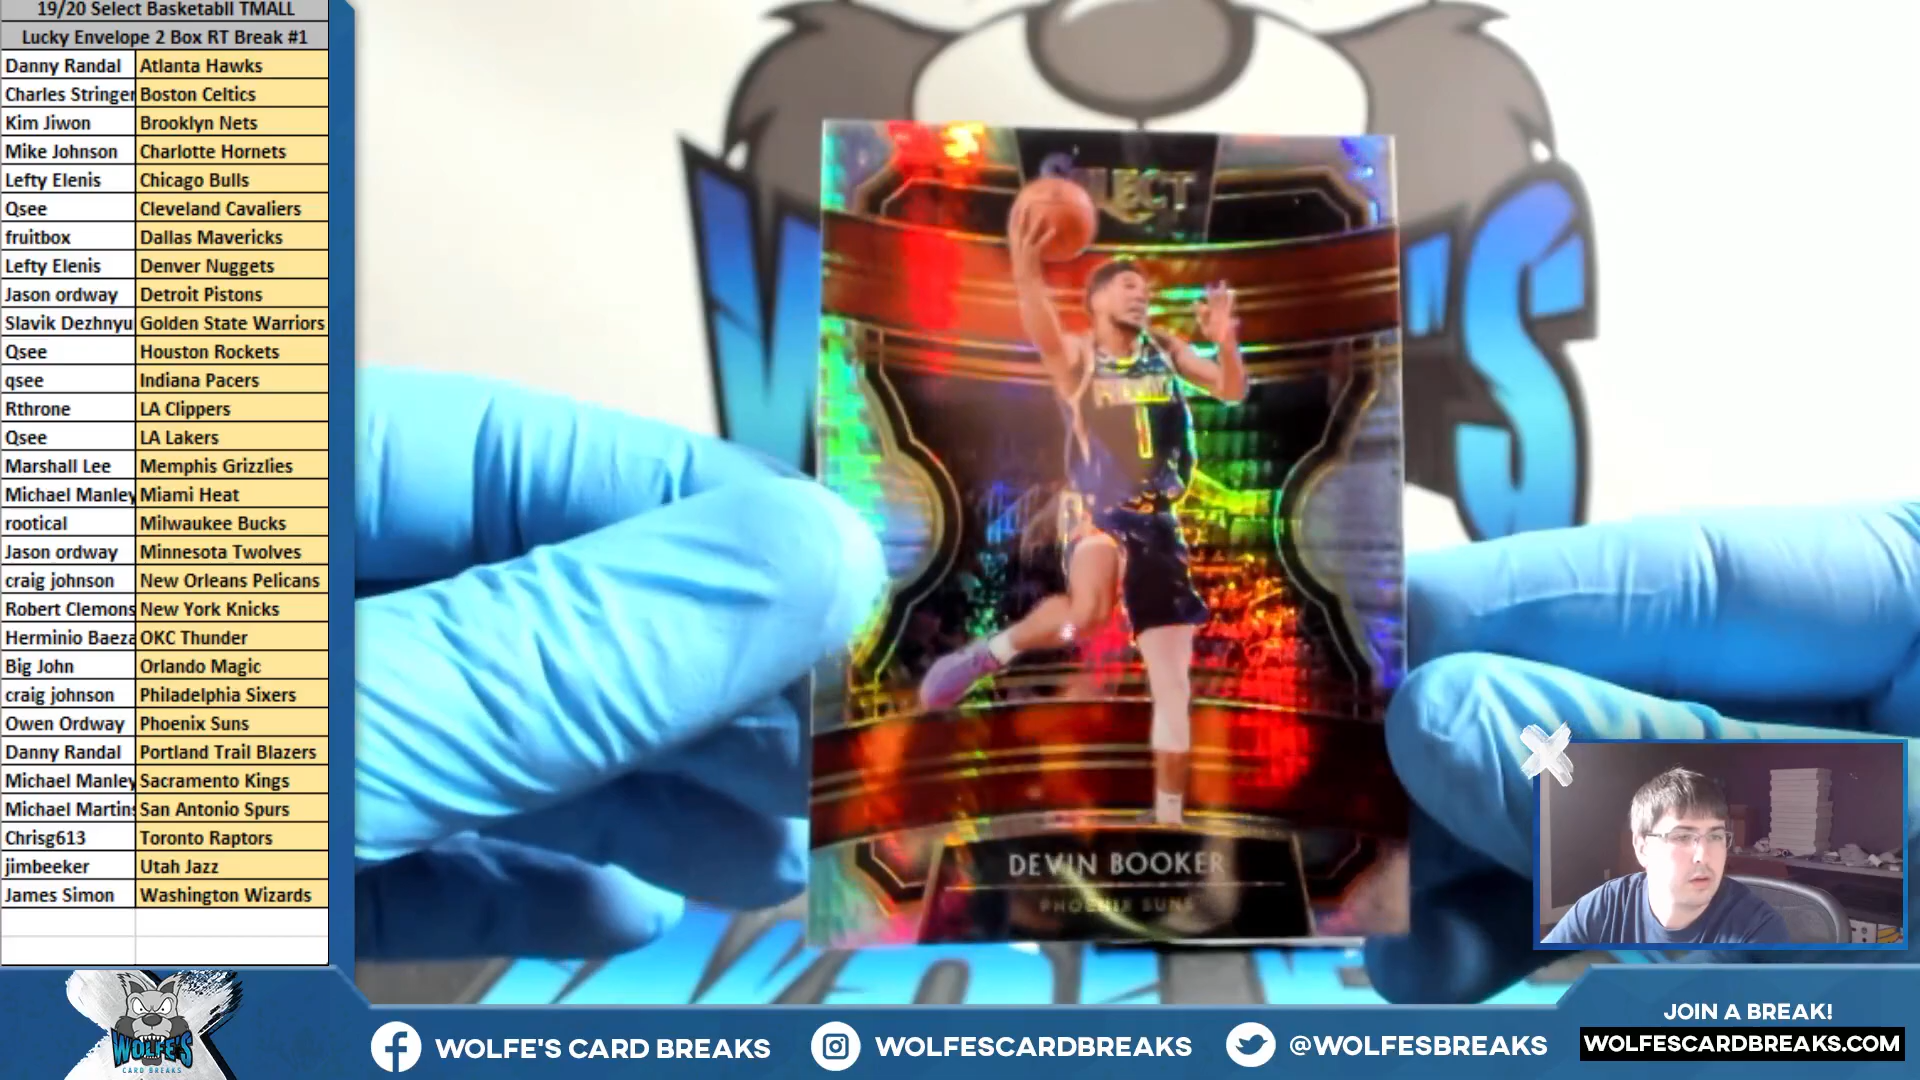 19/20 Select Basketabll TMALL
Lucky Envelope 2 Box RT Break #1
Danny Randal Atlanta Hawks
Charles Stringer Boston Celtics
Kim Jiwon Brooklyn Nets
Mike Johnson Charlotte Hornets
Lefty Elenis Chicago Bulls
Qsee Cleveland Cavaliers
fruitbox Dallas Mavericks
Lefty Elenis Denver Nuggets
Jason ordway Detroit Pistons
Slavik Dezhnyu Golden State Warriors
Qsee Houston Rockets
qsee Indiana Pacers
Rthrone LA Clippers
Qsee LA Lakers
Marshall Lee Memphis Grizzlies
Michael Manley Miami Heat
rootical Milwaukee Bucks
Jason ordway Minnesota Twolves
craig johnson New Orleans Pelicans
Robert Clemons New York Knicks
Herminio Baeza OKC Thunder
Big John Orlando Magic
craig johnson Philadelphia Sixers
Owen Ordway Phoenix Suns
Danny Randal Portland Trail Blazers
Michael Manley Sacramento Kings
Michael Martins San Antonio Spurs
Chrisg613 Toronto Raptors
jimbeeker Utah Jazz
James Simon Washington Wizards
SELECT
1
DEVIN BOOKER
PHOENIX SUNS
WOLFE'S
CARD BREAKS
WOLFE'S CARD BREAKS
WOLFESCARDBREAKS
@WOLFESBREAKS
JOIN A BREAK!
WOLFESCARDBREAKS.COM